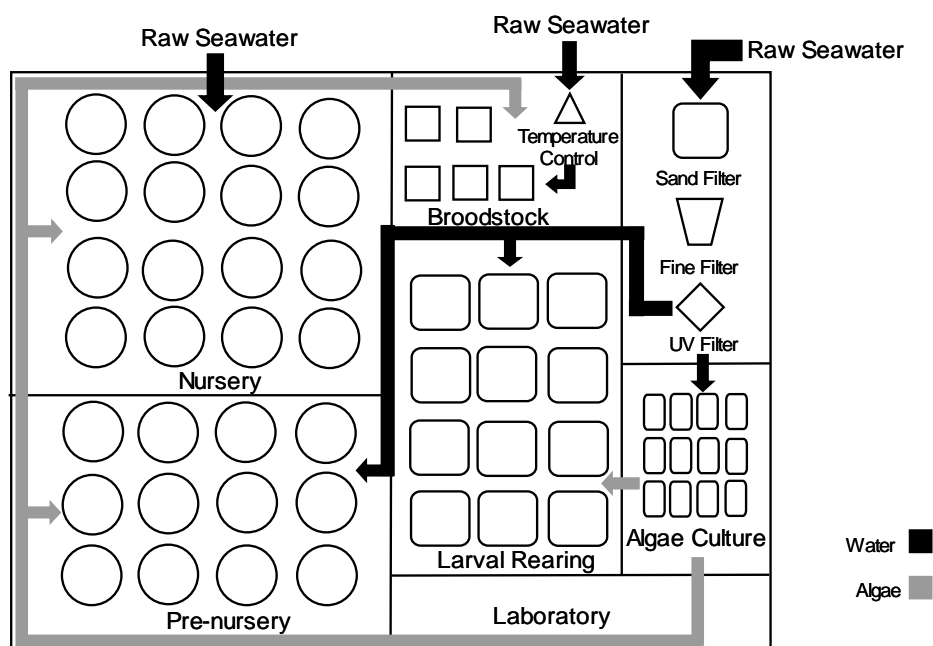 Raw Seawater
Raw Seawater
Raw Seawater
Temperature
Control
Sand Filter
Broodstock
Fine Filter
UV Filter
Nursery
Algae Culture
Larval Rearing
Water
Algae
Pre-nursery
Laboratory